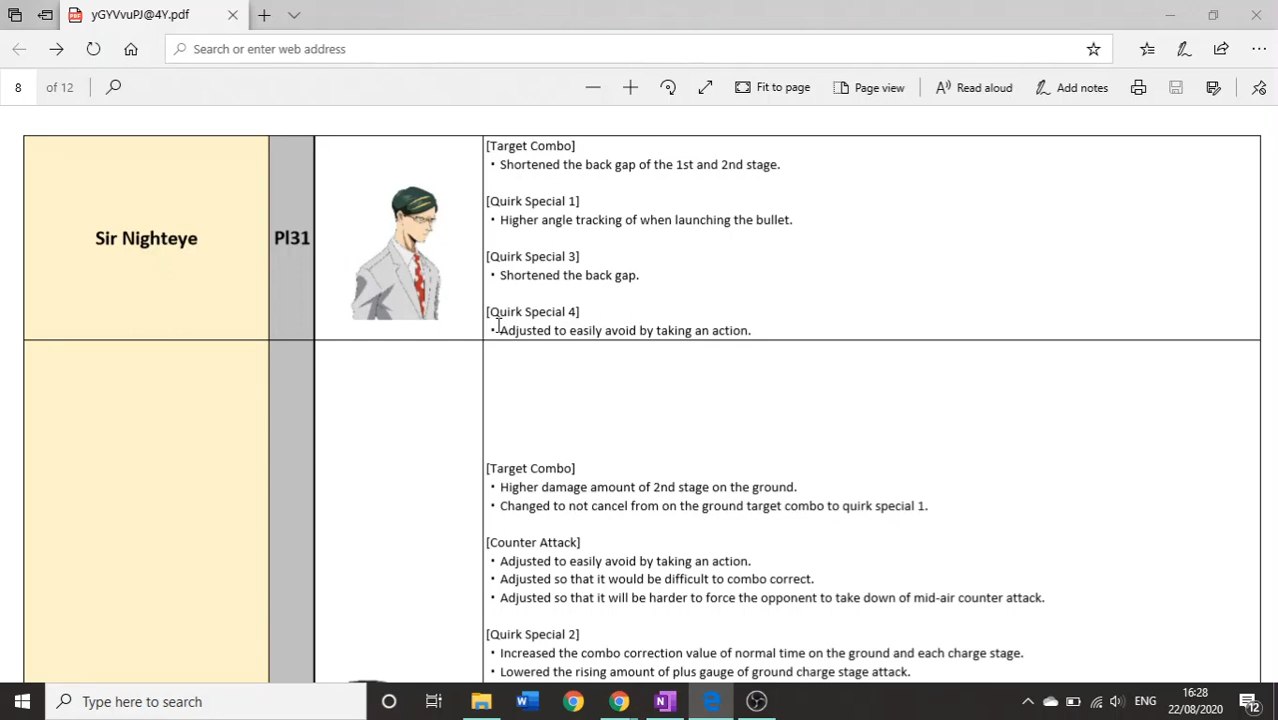 yGYVvuPJ@4Y.pdf
Search or enter web address
8 of 12
Fit to page
Page view
Read aloud
Add notes
Sir Nighteye
Pl31
[Target Combo]
・Shortened the back gap of the 1st and 2nd stage.
[Quirk Special 1]
・Higher angle tracking of when launching the bullet.
[Quirk Special 3]
・Shortened the back gap.
[Quirk Special 4]
・Adjusted to easily avoid by taking an action.
[Target Combo]
・Higher damage amount of 2nd stage on the ground.
・Changed to not cancel from on the ground target combo to quirk special 1.
[Counter Attack]
・Adjusted to easily avoid by taking an action.
・Adjusted so that it would be difficult to combo correct.
・Adjusted so that it will be harder to force the opponent to take down of mid-air counter attack.
[Quirk Special 2]
・Increased the combo correction value of normal time on the ground and each charge stage.
・Lowered the rising amount of plus gauge of ground charge stage attack.
Type here to search
ENG
16:28
22/08/2020
12